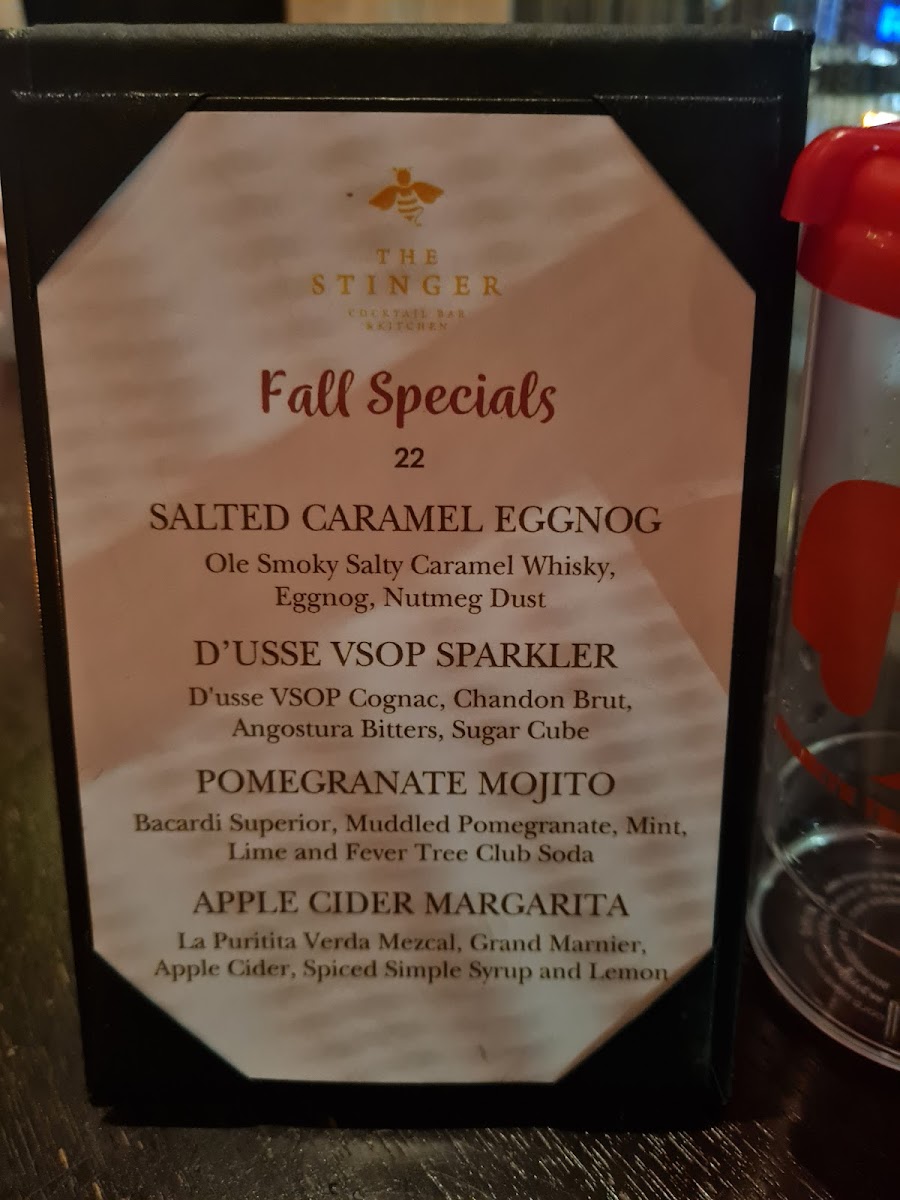 THE
STINGER
COCKTAIL BAR
& KITCHEN
Fall Specials
22
SALTED CARAMEL EGGNOG
Ole Smoky Salty Caramel Whisky,
Eggnog, Nutmeg Dust
D'USSE VSOP SPARKLER
D'usse VSOP Cognac, Chandon Brut,
Angostura Bitters, Sugar Cube
POMEGRANATE MOJITO
Bacardi Superior, Muddled Pomegranate, Mint,
Lime and Fever Tree Club Soda
APPLE CIDER MARGARITA
La Puritita Verda Mezcal, Grand Marnier,
Apple Cider, Spiced Simple Syrup and Lemon